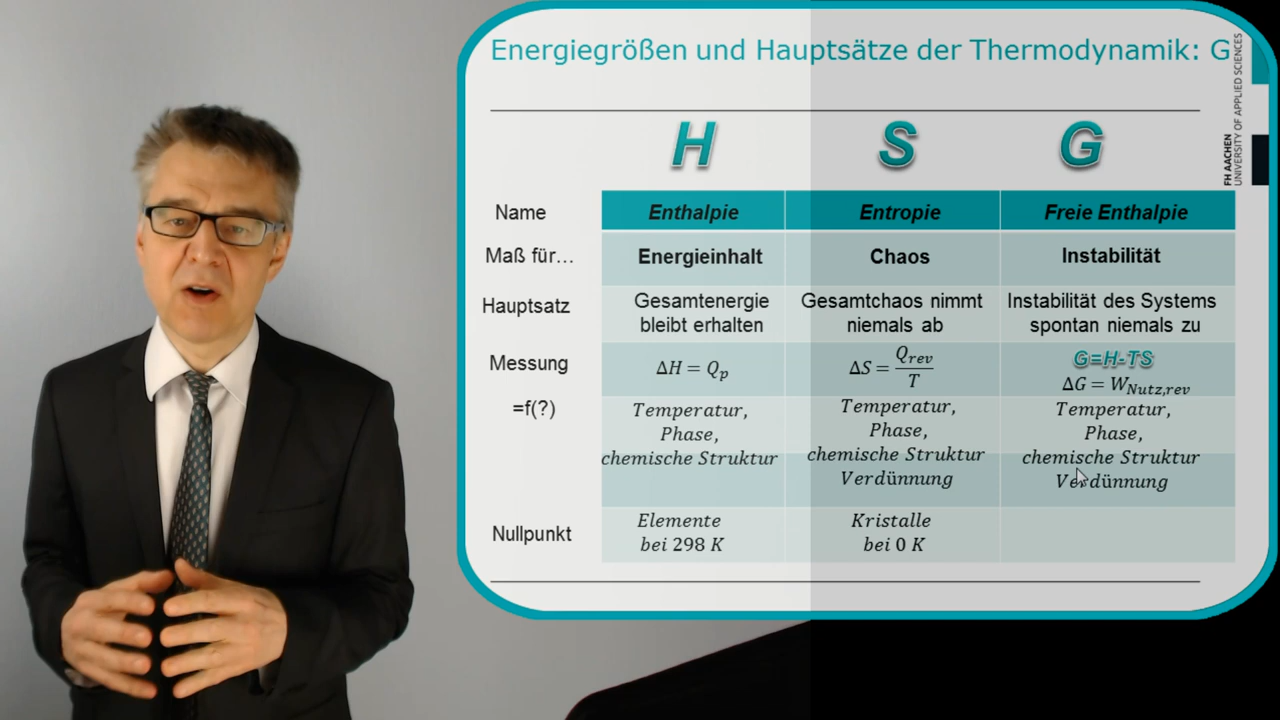 Energiegrößen und Hauptsätze der Thermodynamik: G
FH AACHEN
UNIVERSITY OF APPLIED SCIENCES
H S G
Name Enthalpie Entropie Freie Enthalpie
Maß für… Energieinhalt Chaos Instabilität
Hauptsatz Gesamtenergie Gesamtchaos nimmt Instabilität des Systems
bleibt erhalten niemals ab spontan niemals zu
Messung ΔH = Q_p ΔS = Q_rev/T G=H-TS
ΔG = W_Nutz,rev
=f(?) Temperatur, Temperatur, Temperatur,
Phase, Phase, Phase,
chemische Struktur chemische Struktur chemische Struktur
Verdünnung Verdünnung
Nullpunkt Elemente Kristalle
bei 298 K bei 0 K